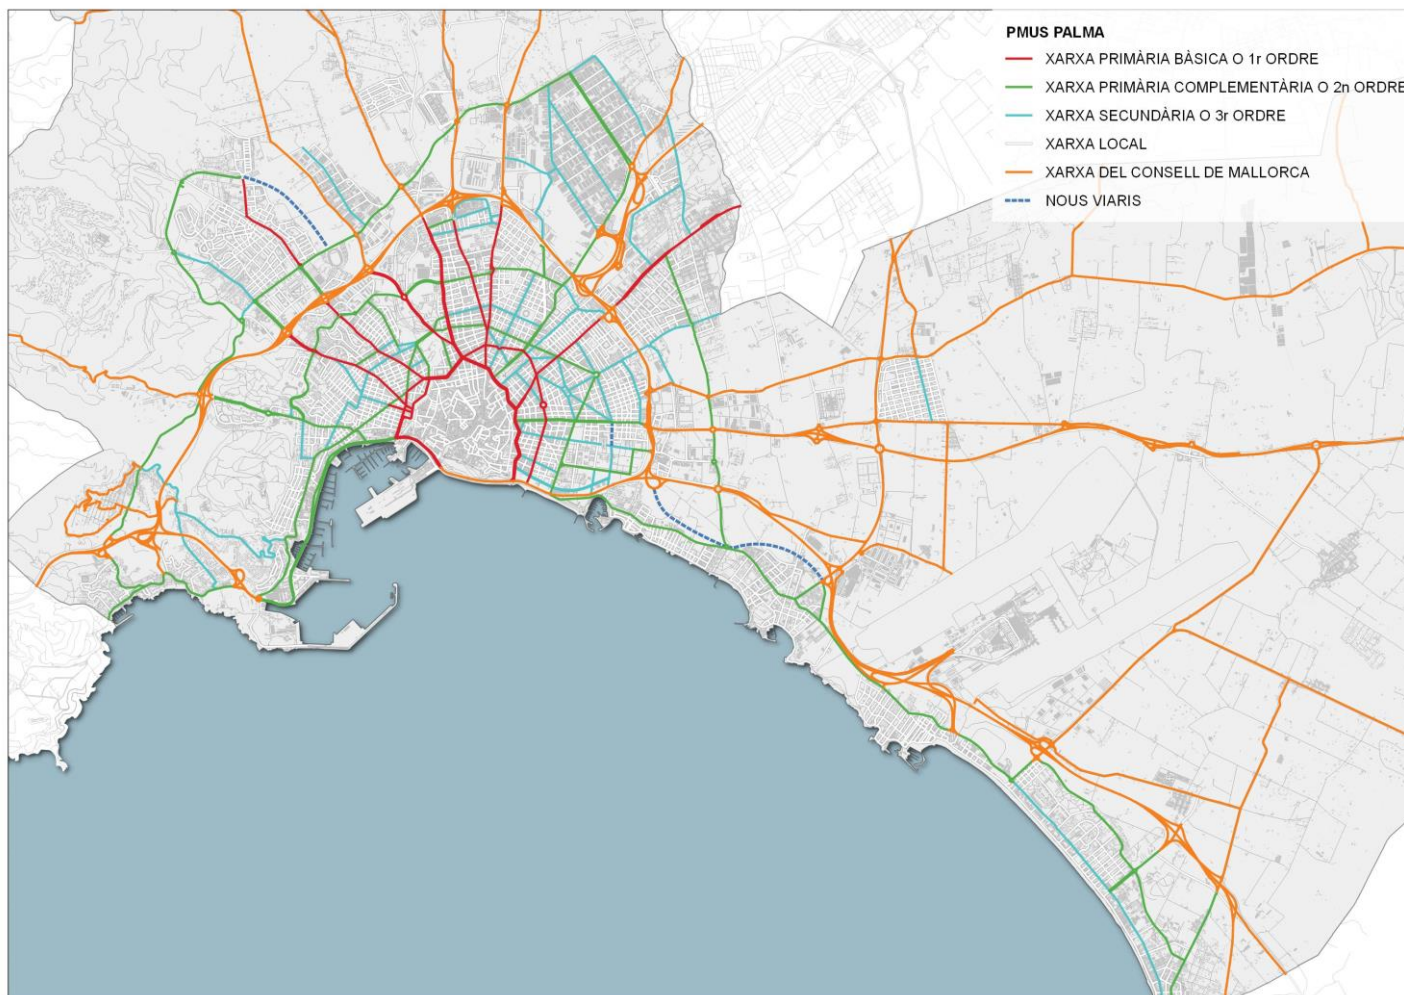 PMUS PALMA
XARXA PRIMÀRIA BÀSICA O 1r ORDRE
XARXA PRIMÀRIA COMPLEMENTÀRIA O 2n ORDRE
XARXA SECUNDÀRIA O 3r ORDRE
XARXA LOCAL
XARXA DEL CONSELL DE MALLORCA
NOUS VIARIS